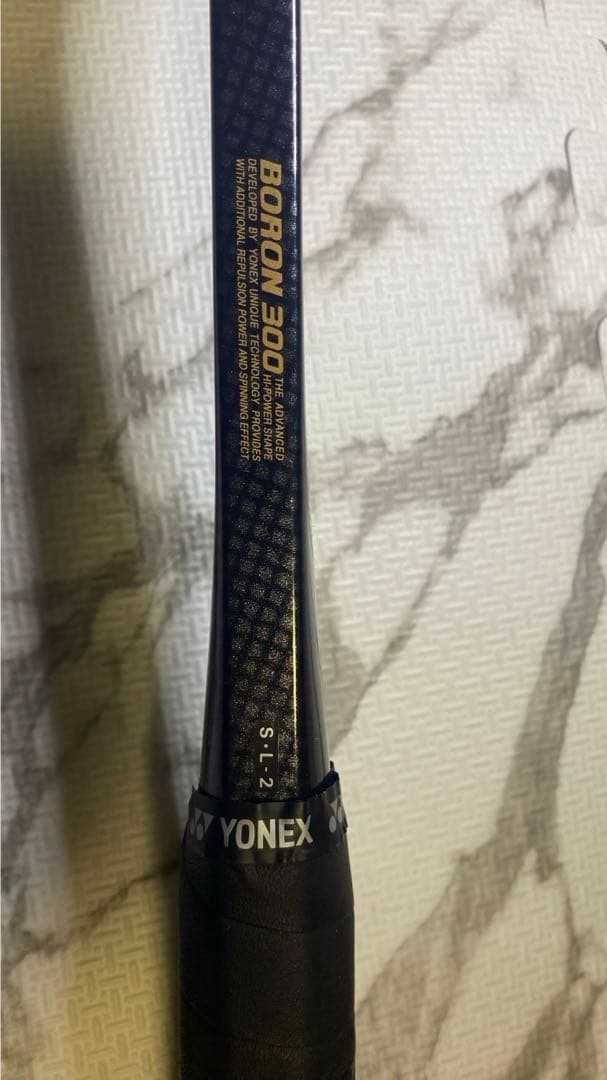 BORON 300 THE ADVANCED
HI-POWER SHAPE
DEVELOPED BY YONEX UNIQUE TECHNOLOGY PROVIDES
WITH ADDITIONAL REPULSION POWER AND SPINNING EFFECT.
S・L-2
YONEX